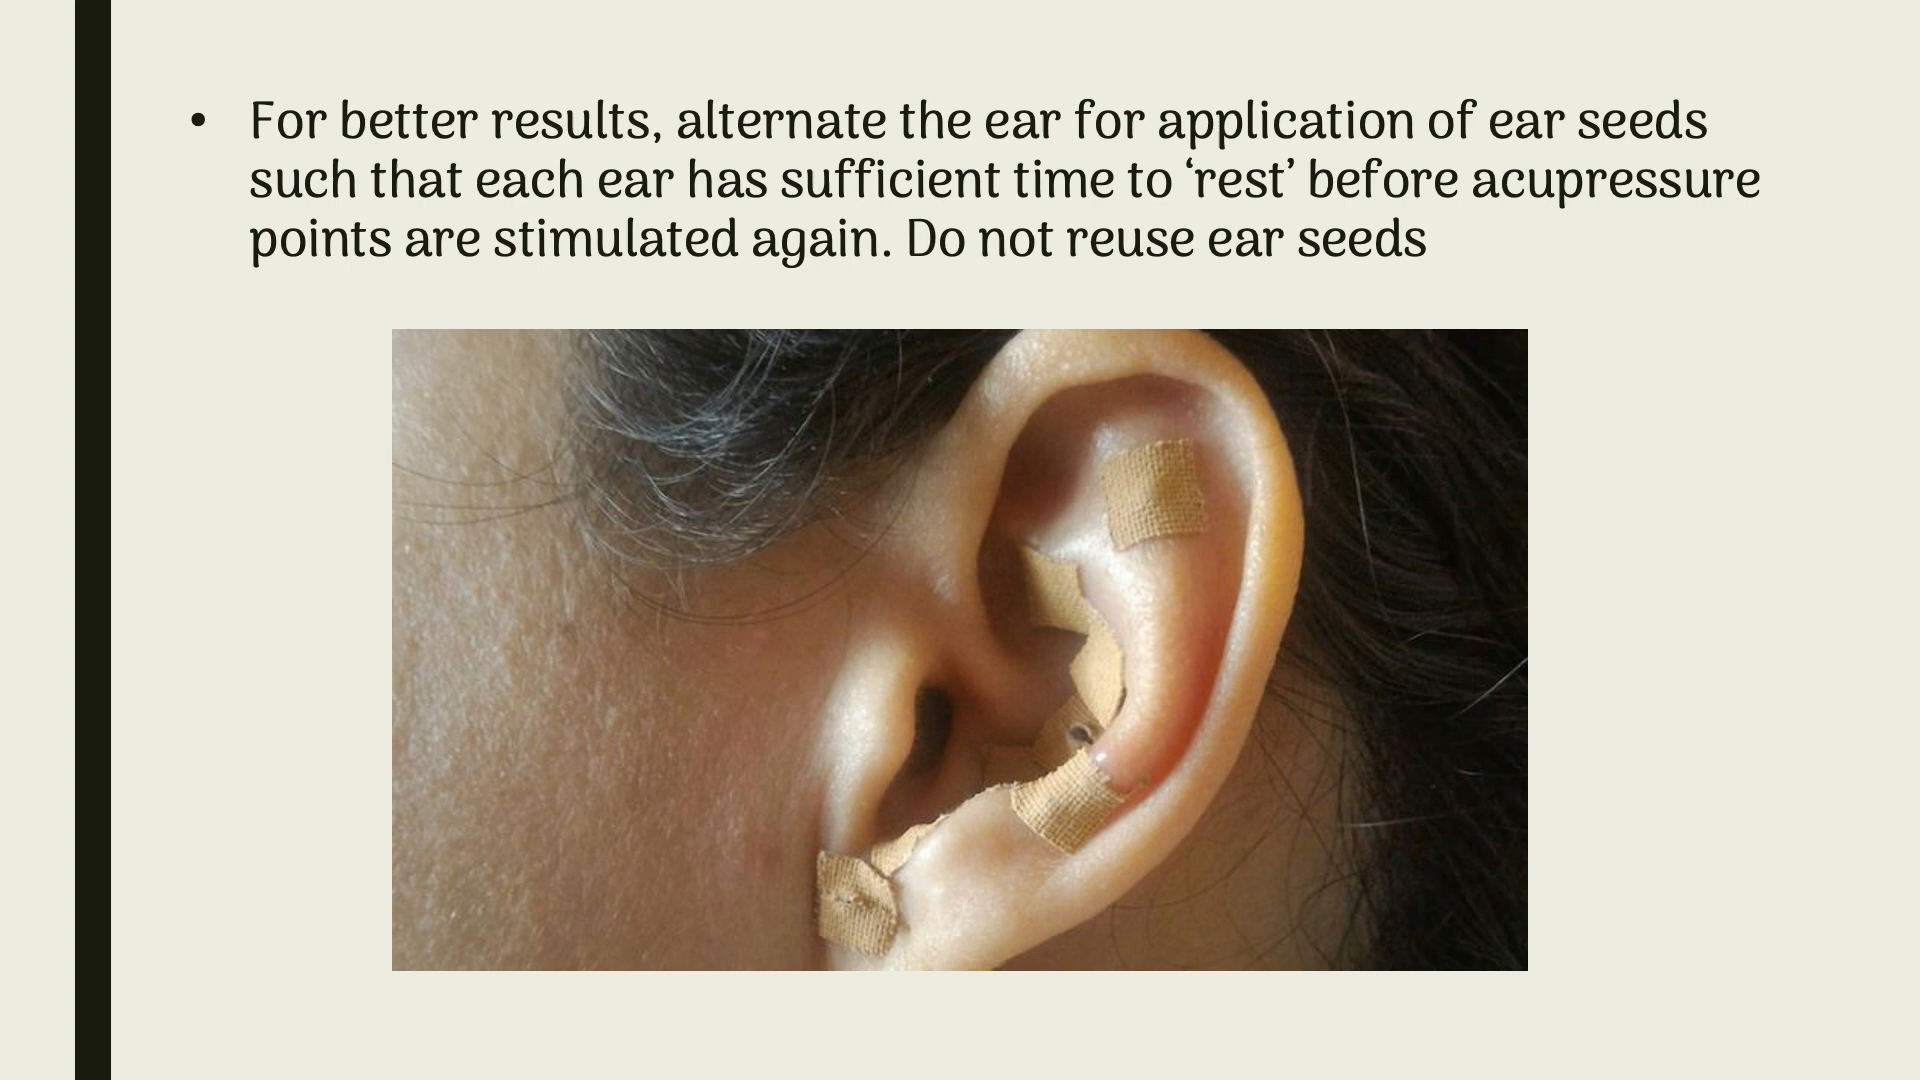 • For better results, alternate the ear for application of ear seeds
such that each ear has sufficient time to ‘rest’ before acupressure
points are stimulated again. Do not reuse ear seeds